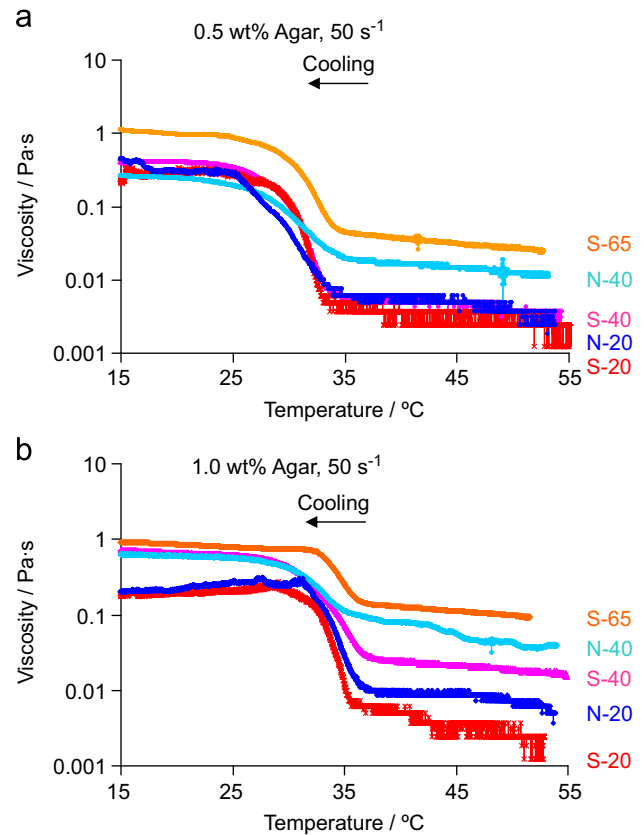 a
0.5 wt% Agar, 50 s⁻¹
Cooling
10
1
0.1
0.01
0.001
Viscosity / Pa·s
S-65
N-40
S-40
N-20
S-20
15 25 35 45 55
Temperature / ºC
b
1.0 wt% Agar, 50 s⁻¹
Cooling
10
1
0.1
0.01
0.001
Viscosity / Pa·s
S-65
N-40
S-40
N-20
S-20
15 25 35 45 55
Temperature / ºC